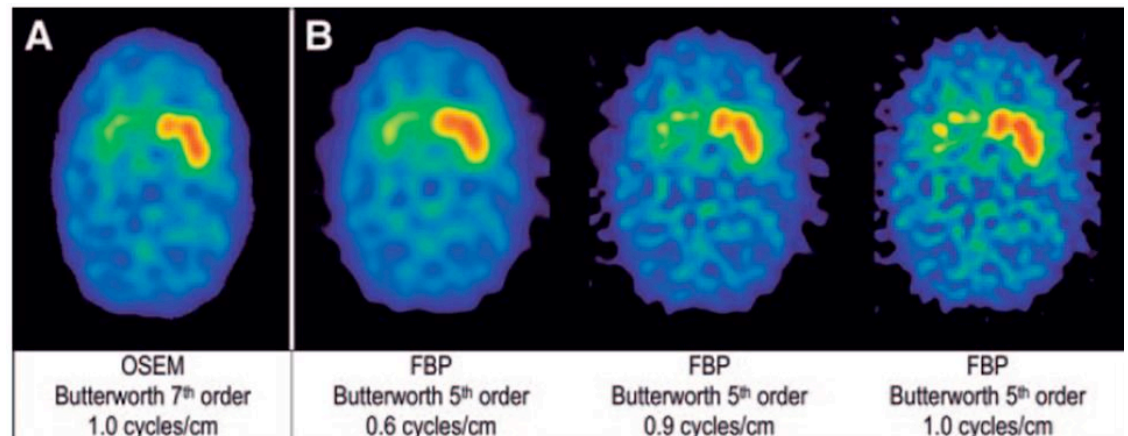 A
B
OSEM
Butterworth 7th order
1.0 cycles/cm
FBP
Butterworth 5th order
0.6 cycles/cm
FBP
Butterworth 5th order
0.9 cycles/cm
FBP
Butterworth 5th order
1.0 cycles/cm